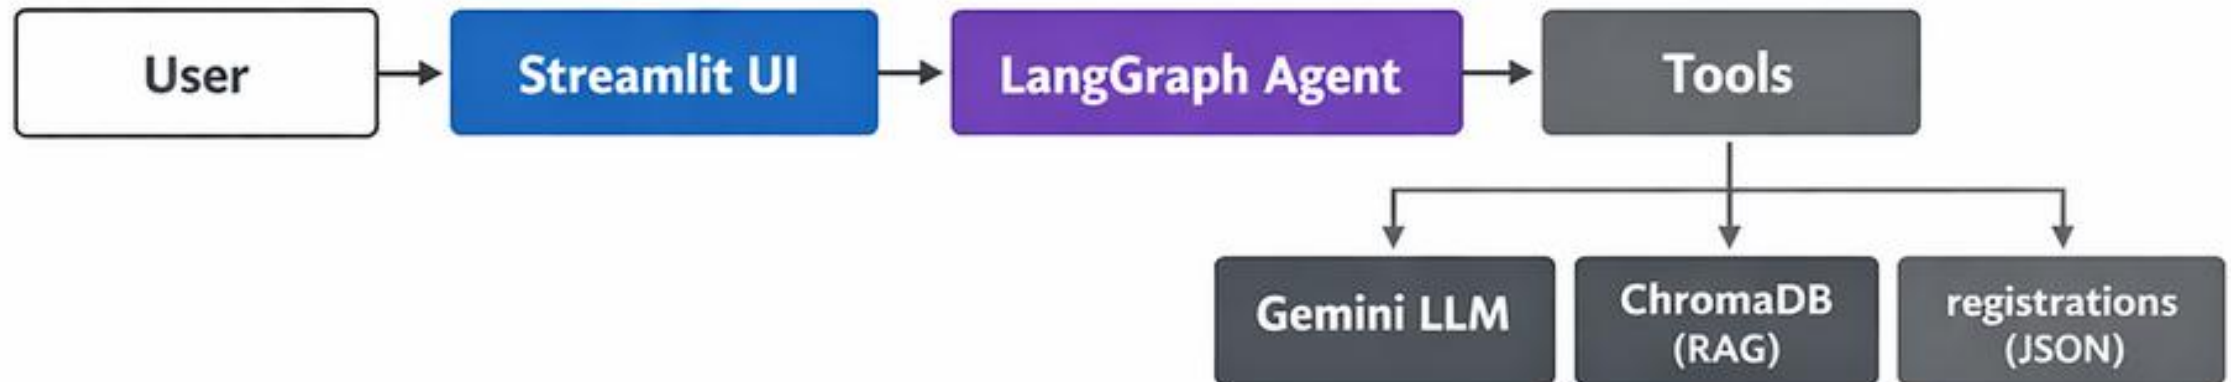 User
Streamlit UI
LangGraph Agent
Tools
Gemini LLM
ChromaDB
(RAG)
registrations
(JSON)